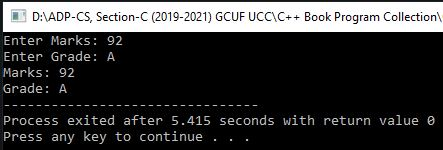 D:\ADP-CS, Section-C (2019-2021) GCUF UCC\C++ Book Program Collection\
Enter Marks: 92
Enter Grade: A
Marks: 92
Grade: A
--------------------------------
Process exited after 5.415 seconds with return value 0
Press any key to continue . . .